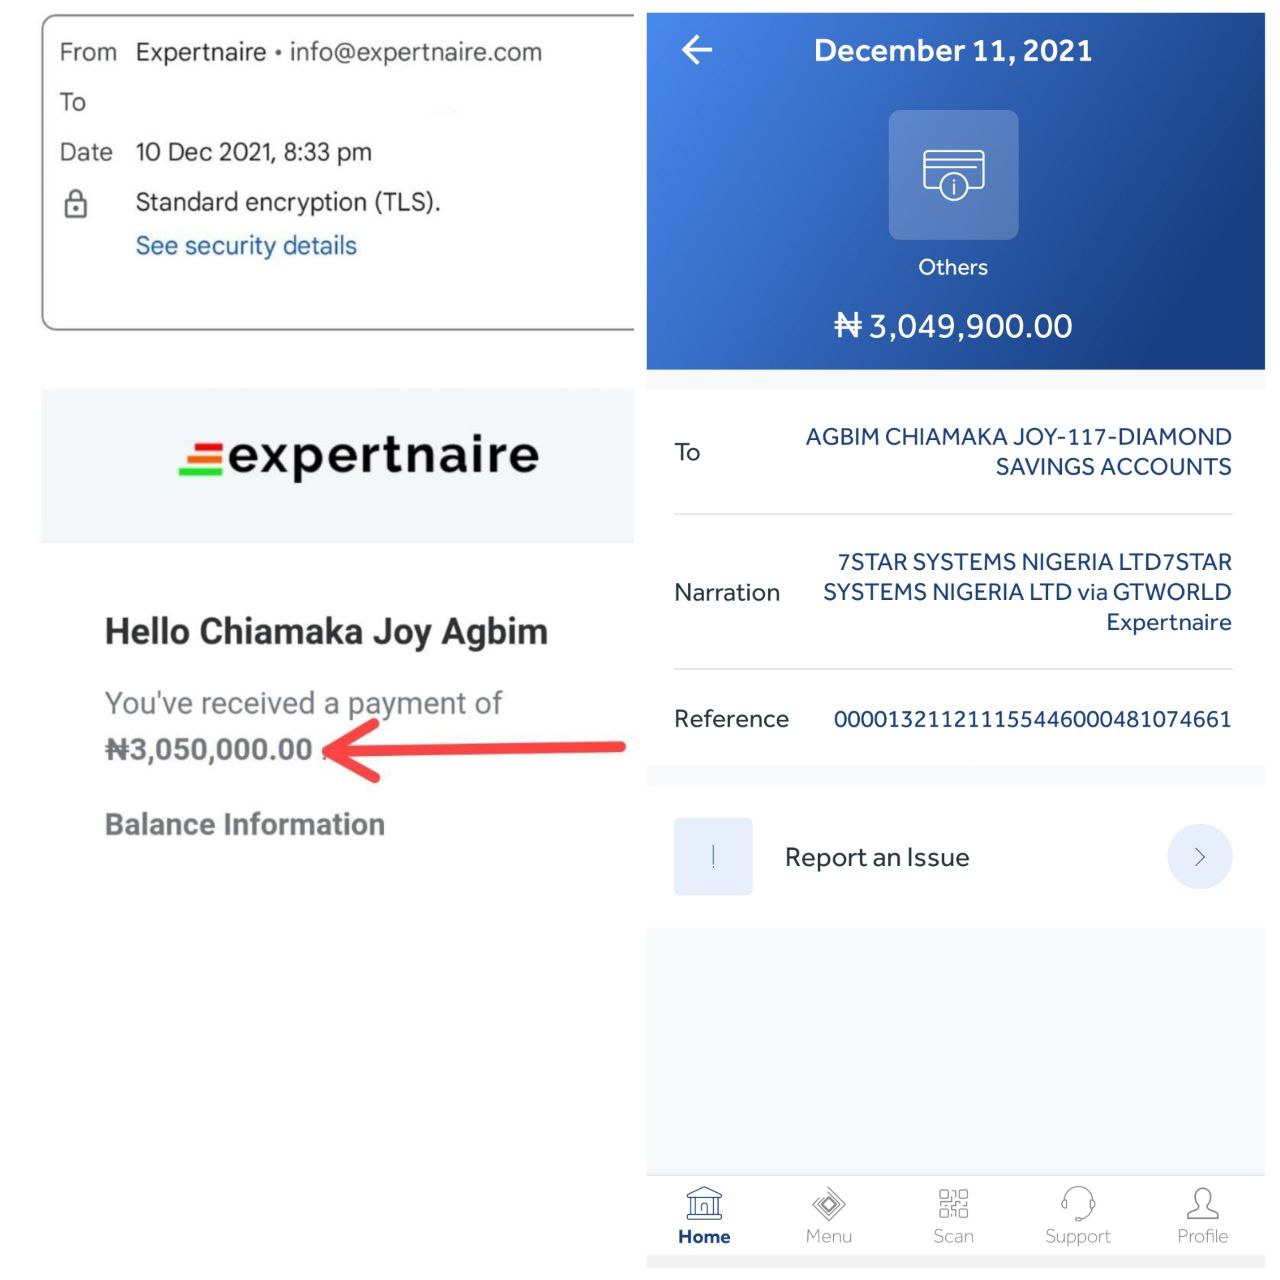 From Expertnaire • info@expertnaire.com
To
Date 10 Dec 2021, 8:33 pm
Standard encryption (TLS).
See security details
expertnaire
Hello Chiamaka Joy Agbim
You've received a payment of
₦3,050,000.00
Balance Information
December 11, 2021
Others
₦ 3,049,900.00
To AGBIM CHIAMAKA JOY-117-DIAMOND
SAVINGS ACCOUNTS
7STAR SYSTEMS NIGERIA LTD7STAR
Narration SYSTEMS NIGERIA LTD via GTWORLD
Expertnaire
Reference 000013211211155446000481074661
Report an Issue
Home Menu Scan Support Profile